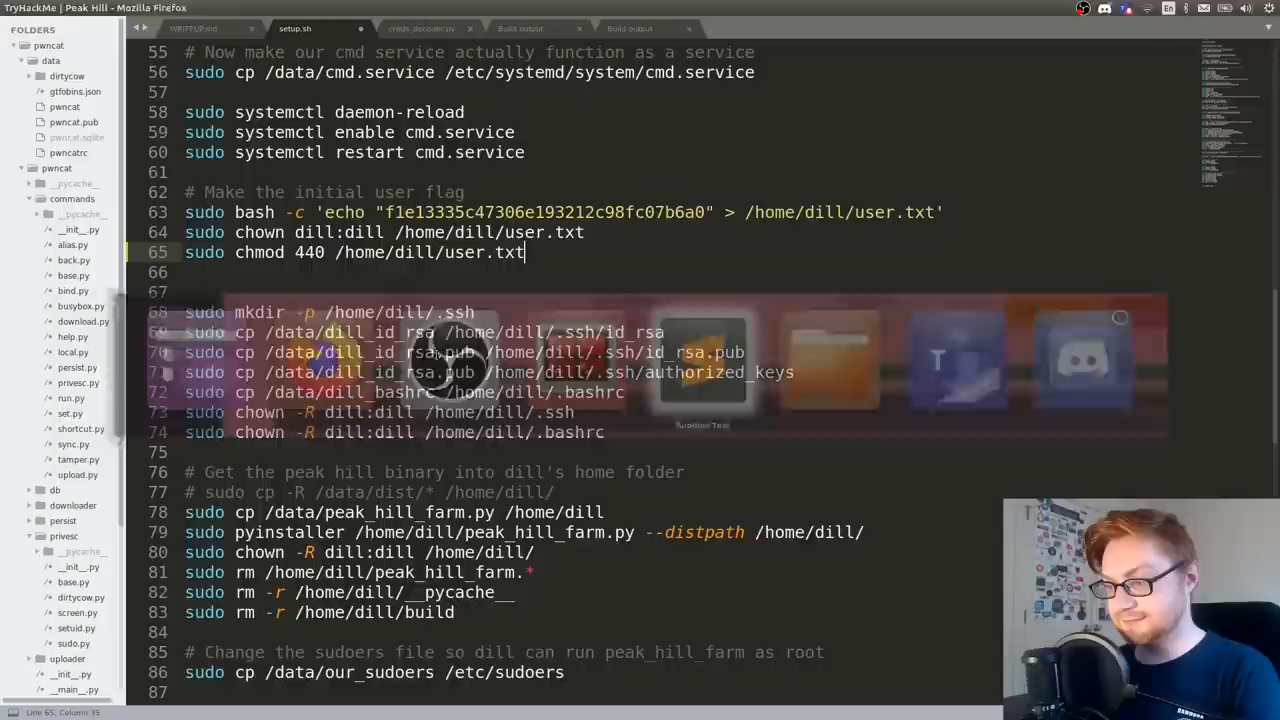 TryHackMe | Peak Hill - Mozilla Firefox
En
FOLDERS
pwncat
data
dirtycow
gtfobins.json
pwncat
pwncat.pub
pwncat.sqlite
pwncatrc
pwncat
__pycache__
commands
__pycache__
__init__.py
alias.py
back.py
base.py
bind.py
busybox.py
download.py
help.py
local.py
persist.py
privesc.py
run.py
set.py
shortcut.py
sync.py
tamper.py
upload.py
db
downloader
persist
privesc
__pycache__
__init__.py
base.py
dirtycow.py
screen.py
setuid.py
sudo.py
uploader
__init__.py
__main__.py
WRITEUP.md
setup.sh
creds_decoder.py
Build output
Build output
55 # Now make our cmd service actually function as a service
56 sudo cp /data/cmd.service /etc/systemd/system/cmd.service
57
58 sudo systemctl daemon-reload
59 sudo systemctl enable cmd.service
60 sudo systemctl restart cmd.service
61
62 # Make the initial user flag
63 sudo bash -c 'echo "f1e13335c47306e193212c98fc07b6a0" > /home/dill/user.txt'
64 sudo chown dill:dill /home/dill/user.txt
65 sudo chmod 440 /home/dill/user.txt
66
67
68 sudo mkdir -p /home/dill/.ssh
69 sudo cp /data/dill_id_rsa /home/dill/.ssh/id_rsa
70 sudo cp /data/dill_id_rsa.pub /home/dill/.ssh/id_rsa.pub
71 sudo cp /data/dill_id_rsa.pub /home/dill/.ssh/authorized_keys
72 sudo cp /data/dill_bashrc /home/dill/.bashrc
73 sudo chown -R dill:dill /home/dill/.ssh
74 sudo chown -R dill:dill /home/dill/.bashrc
T
Sublime Text
75
76 # Get the peak hill binary into dill's home folder
77 # sudo cp -R /data/dist/* /home/dill/
78 sudo cp /data/peak_hill_farm.py /home/dill
79 sudo pyinstaller /home/dill/peak_hill_farm.py --distpath /home/dill/
80 sudo chown -R dill:dill /home/dill/
81 sudo rm /home/dill/peak_hill_farm.*
82 sudo rm -r /home/dill/__pycache__
83 sudo rm -r /home/dill/build
84
85 # Change the sudoers file so dill can run peak_hill_farm as root
86 sudo cp /data/our_sudoers /etc/sudoers
87
Line 65, Column 35
SAMSUNG